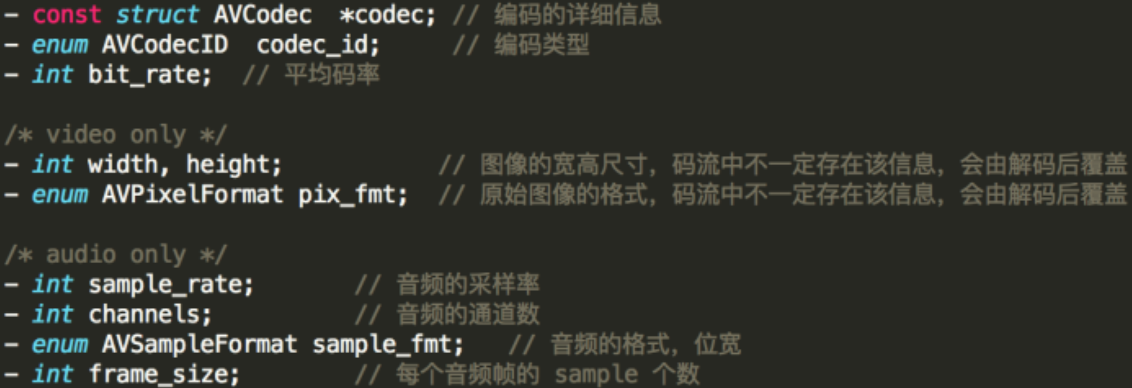 - const struct AVCodec *codec; // 编码的详细信息
- enum AVCodecID codec_id; // 编码类型
- int bit_rate; // 平均码率
/* video only */
- int width, height; // 图像的宽高尺寸，码流中不一定存在该信息，会由解码后覆盖
- enum AVPixelFormat pix_fmt; // 原始图像的格式，码流中不一定存在该信息，会由解码后覆盖
/* audio only */
- int sample_rate; // 音频的采样率
- int channels; // 音频的通道数
- enum AVSampleFormat sample_fmt; // 音频的格式，位宽
- int frame_size; // 每个音频帧的 sample 个数